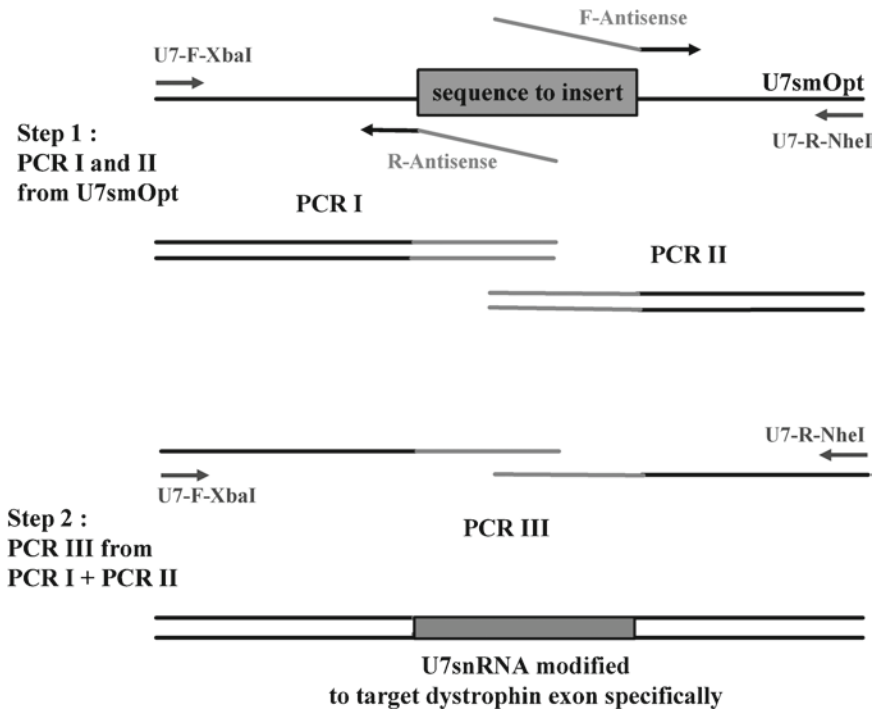 F-Antisense
U7-F-XbaI
sequence to insert
U7smOpt
U7-R-NheI
R-Antisense
Step 1 :
PCR I and II
from U7smOpt
PCR I
PCR II
U7-R-NheI
U7-F-XbaI
Step 2 :
PCR III from
PCR I + PCR II
PCR III
U7snRNA modified
to target dystrophin exon specifically